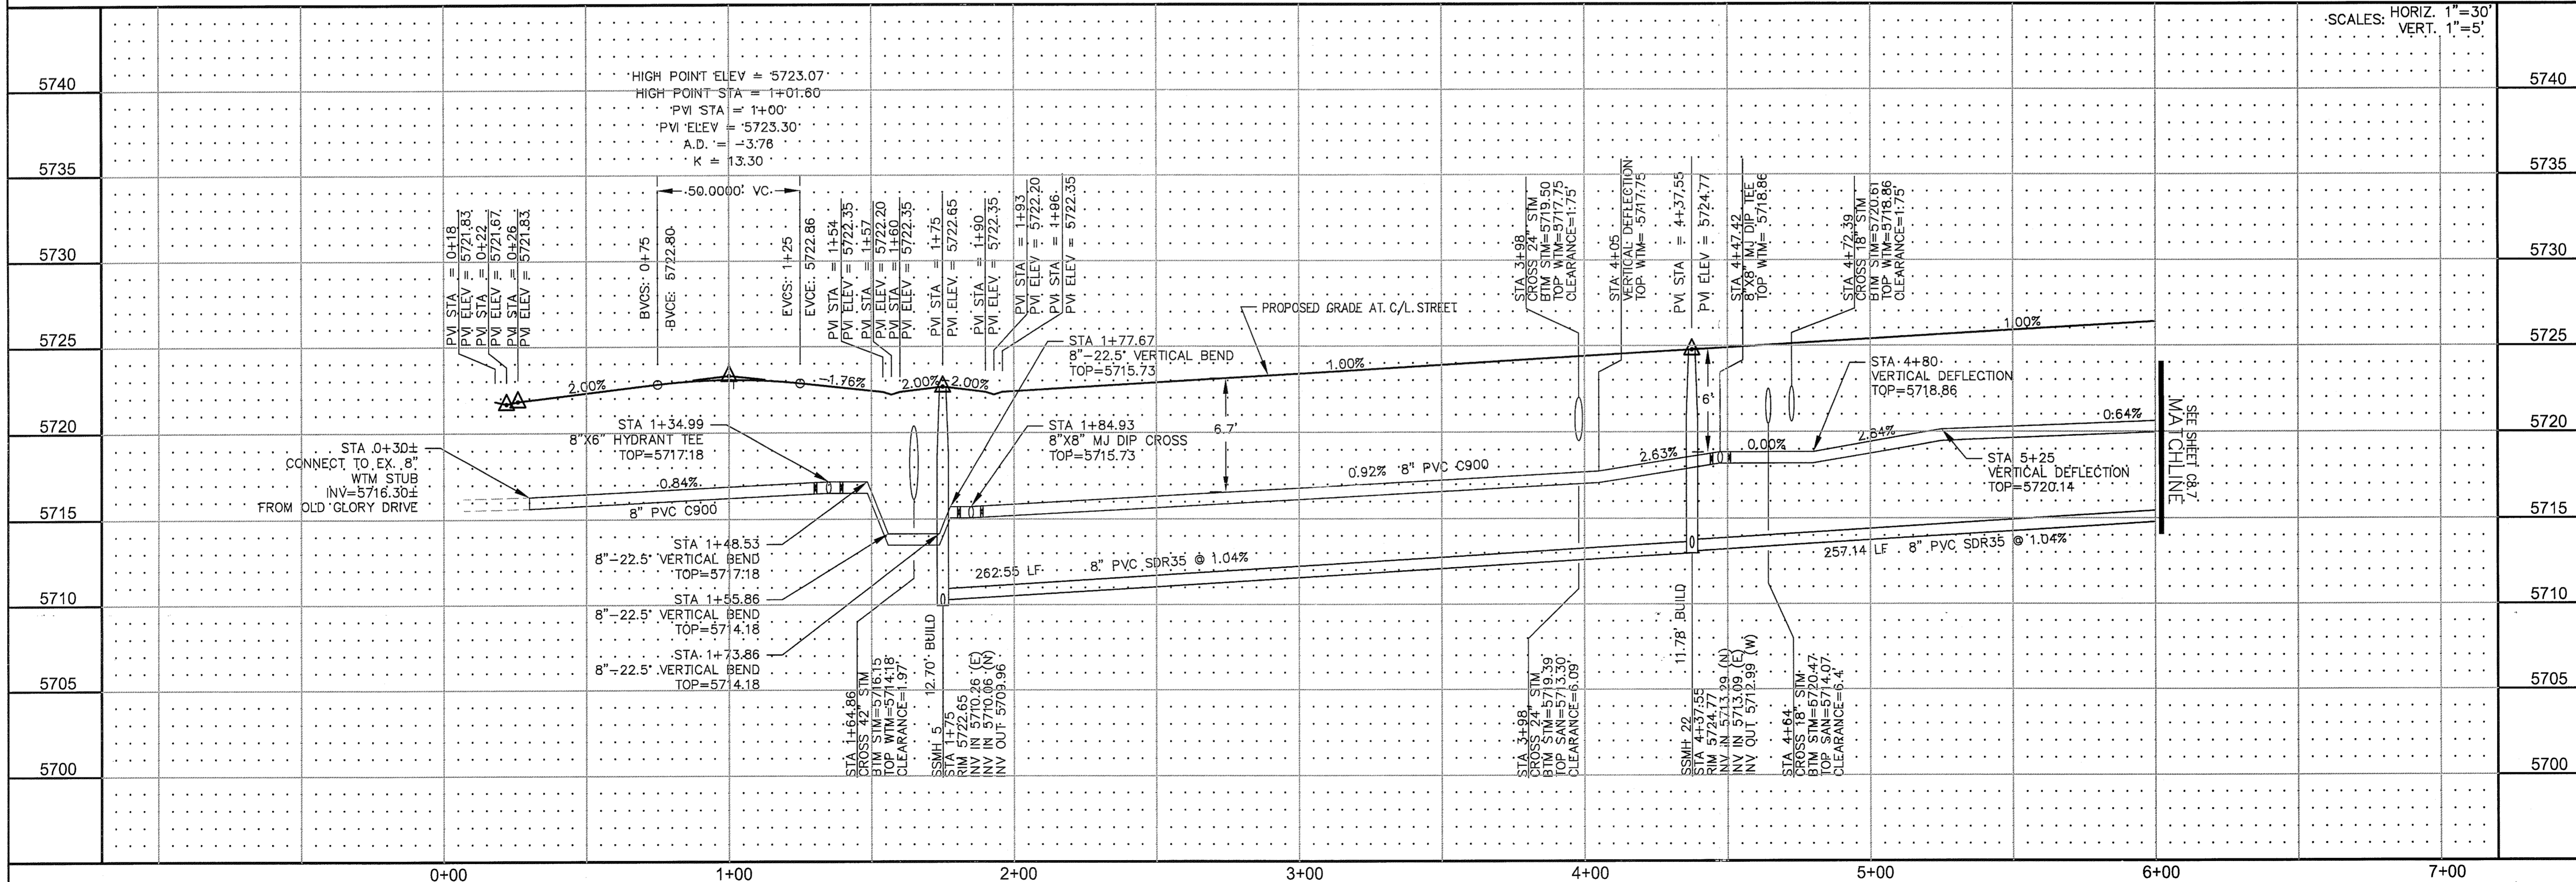 SCALES: HORIZ. 1"=30'
VERT. 1"=5'
5740
5735
5730
5725
5720
5715
5710
5705
5700
5740
5735
5730
5725
5720
5715
5710
5705
5700
HIGH POINT ELEV = 5723.07
HIGH POINT STA = 1+01.60
PVI STA = 1+00
PVI ELEV = 5723.30
A.D. = -3.76
K = 13.30
50.0000' VC
PVI STA = 0+18
PVI ELEV = 5721.83
PVI STA = 0+22
PVI ELEV = 5721.67
PVI STA = 0+26
PVI ELEV = 5721.83
BVCS: 0+75
BVCE: 5722.80
EVCS: 1+25
EVCE: 5722.86
PVI STA = 1+54
PVI ELEV = 5722.35
PVI STA = 1+57
PVI ELEV = 5722.20
PVI STA = 1+60
PVI ELEV = 5722.35
PVI STA = 1+75
PVI ELEV = 5722.65
PVI STA = 1+90
PVI ELEV = 5722.35
PVI STA = 1+93
PVI ELEV = 5722.20
PVI STA = 1+96
PVI ELEV = 5722.35
STA 3+98
CROSS 24" STM
BTM STM=5719.50
TOP WTM=5717.75
CLEARANCE=1.75'
STA 4+05
VERTICAL DEFLECTION
TOP WTM=5717.75
PVI STA = 4+37.55
PVI ELEV = 5724.77
STA 4+47.42
8"X8" MJ DIP TEE
TOP WTM=5718.86
STA 4+72.39
CROSS 18" STM
BTM STM=5720.61
TOP WTM=5718.86
CLEARANCE=1.75'
PROPOSED GRADE AT C/L STREET
STA 1+77.67
8"-22.5° VERTICAL BEND
TOP=5715.73
2.00%
-1.76%
2.00%
-2.00%
1.00%
1.00%
STA 4+80
VERTICAL DEFLECTION
TOP=5718.86
6'
6.7'
STA 1+34.99
8"X6" HYDRANT TEE
TOP=5717.18
STA 1+84.93
8"X8" MJ DIP CROSS
TOP=5715.73
STA 0+30±
CONNECT TO EX. 8"
WTM STUB
INV=5716.30±
FROM OLD GLORY DRIVE
0.84%
8" PVC C900
0.92% 8" PVC C900
2.63%
0.00%
2.84%
0.64%
STA 5+25
VERTICAL DEFLECTION
TOP=5720.14
SEE SHEET C8.7
MATCHLINE
STA 1+48.53
8"-22.5° VERTICAL BEND
TOP=5717.18
STA 1+55.86
8"-22.5° VERTICAL BEND
TOP=5714.18
STA 1+73.86
8"-22.5° VERTICAL BEND
TOP=5714.18
262.55 LF 8" PVC SDR35 @ 1.04%
257.14 LF 8" PVC SDR35 @ 1.04%
STA 1+64.86
CROSS 42" STM
BTM STM=5716.15
TOP WTM=5714.18
CLEARANCE=1.97'
12.70' BUILD
SSMH 5
STA 1+75
RIM 5722.65
INV IN 5710.26 (E)
INV IN 5710.06 (N)
INV OUT 5709.96
STA 3+98
CROSS 24" STM
BTM STM=5719.39
TOP SAN=5713.30
CLEARANCE=6.09'
11.78' BUILD
SSMH 22
STA 4+37.55
RIM 5724.77
INV IN 5713.29 (N)
INV IN 5713.09 (E)
INV OUT 5712.99 (W)
STA 4+64
CROSS 18" STM
BTM STM=5720.47
TOP SAN=5714.07
CLEARANCE=6.4'
0+00
1+00
2+00
3+00
4+00
5+00
6+00
7+00